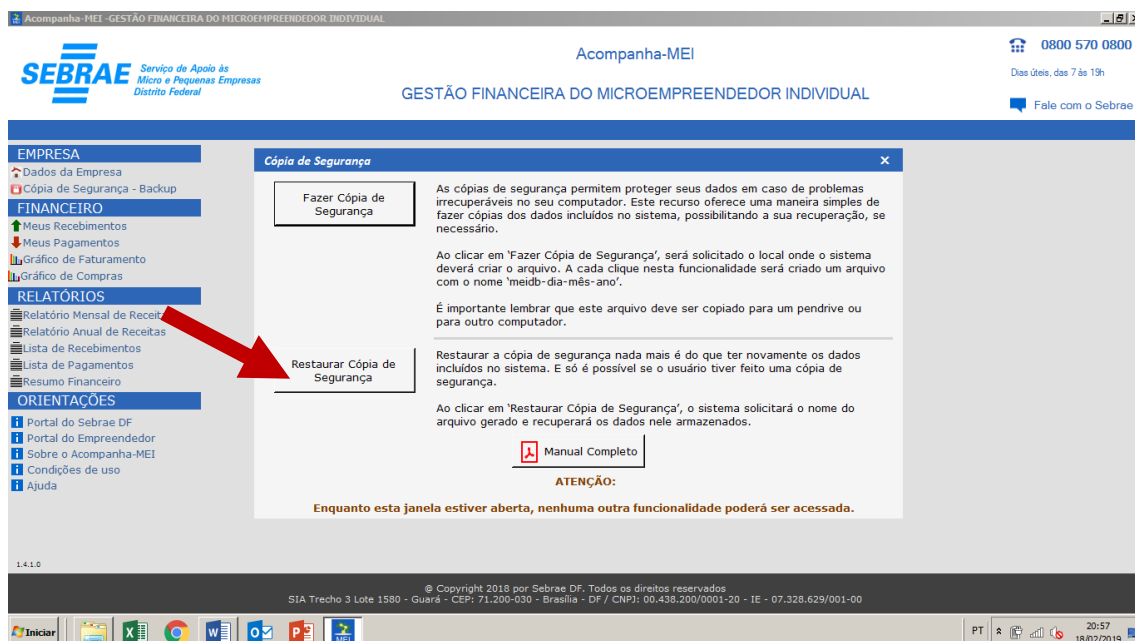 Acompanha-MEI -GESTÃO FINANCEIRA DO MICROEMPREENDEDOR INDIVIDUAL
SEBRAE
Serviço de Apoio às
Micro e Pequenas Empresas
Distrito Federal
Acompanha-MEI
GESTÃO FINANCEIRA DO MICROEMPREENDEDOR INDIVIDUAL
0800 570 0800
Dias úteis, das 7 às 19h
Fale com o Sebrae
EMPRESA
Dados da Empresa
Cópia de Segurança - Backup
FINANCEIRO
Meus Recebimentos
Meus Pagamentos
Gráfico de Faturamento
Gráfico de Compras
RELATÓRIOS
Relatório Mensal de Receit
Relatório Anual de Receitas
Lista de Recebimentos
Lista de Pagamentos
Resumo Financeiro
ORIENTAÇÕES
Portal do Sebrae DF
Portal do Empreendedor
Sobre o Acompanha-MEI
Condições de uso
Ajuda
1.4.1.0
Cópia de Segurança
Fazer Cópia de
Segurança
As cópias de segurança permitem proteger seus dados em caso de problemas
irrecuperáveis no seu computador. Este recurso oferece uma maneira simples de
fazer cópias dos dados incluídos no sistema, possibilitando a sua recuperação, se
necessário.
Ao clicar em 'Fazer Cópia de Segurança', será solicitado o local onde o sistema
deverá criar o arquivo. A cada clique nesta funcionalidade será criado um arquivo
com o nome 'meidb-dia-mês-ano'.
É importante lembrar que este arquivo deve ser copiado para um pendrive ou
para outro computador.
Restaurar Cópia de
Segurança
Restaurar a cópia de segurança nada mais é do que ter novamente os dados
incluídos no sistema. E só é possível se o usuário tiver feito uma cópia de
segurança.
Ao clicar em 'Restaurar Cópia de Segurança', o sistema solicitará o nome do
arquivo gerado e recuperará os dados nele armazenados.
Manual Completo
ATENÇÃO:
Enquanto esta janela estiver aberta, nenhuma outra funcionalidade poderá ser acessada.
@ Copyright 2018 por Sebrae DF. Todos os direitos reservados
SIA Trecho 3 Lote 1580 - Guará - CEP: 71.200-030 - Brasília - DF / CNPJ: 00.438.200/0001-20 - IE - 07.328.629/001-00
Iniciar
MEI
PT
20:57
18/02/2019